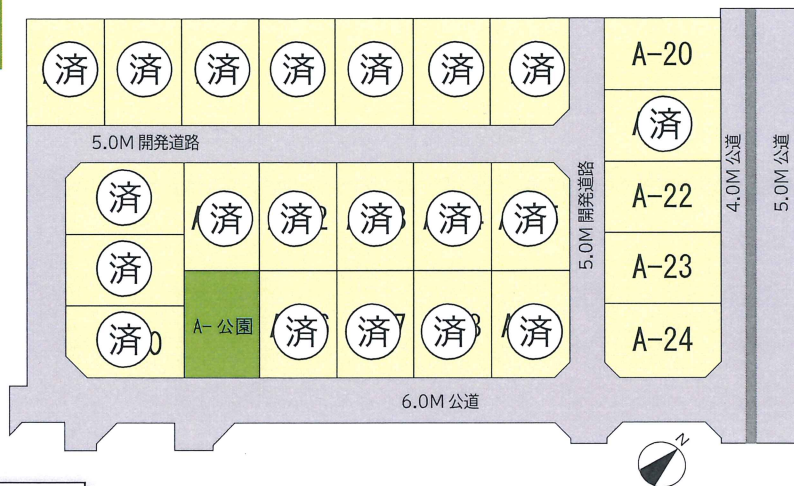 済 済 済 済 済 済 済 A-20
5.0M 開発道路
済
4.0M 公道
5.0M 公道
5.0M 開発道路
済 済 済 済 済 済 A-22
済 A-23
済 A-公園 済 済 済 済 A-24
6.0M 公道
N